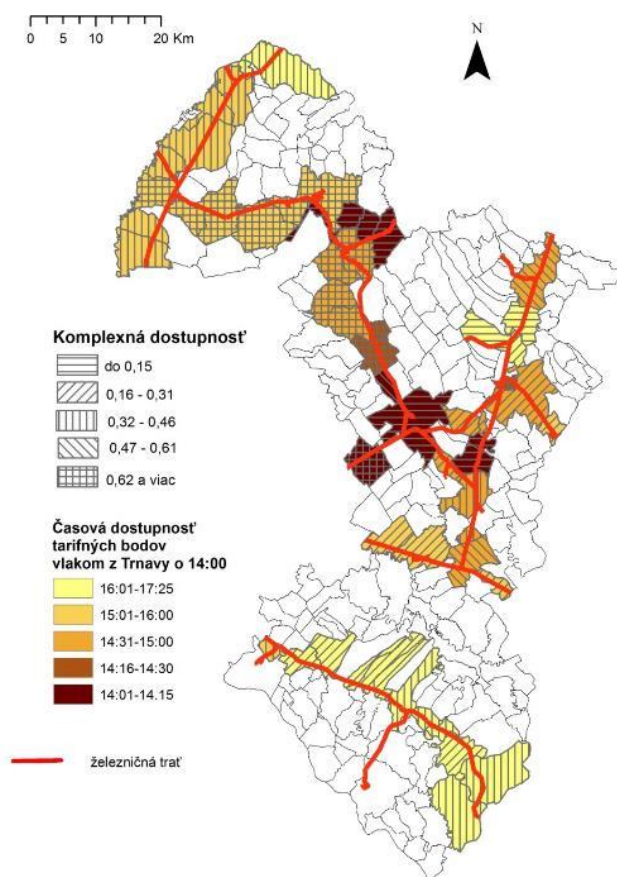 0 5 10 20 Km
N
Komplexná dostupnosť
do 0,15
0,16 - 0,31
0,32 - 0,46
0,47 - 0,61
0,62 a viac
Časová dostupnosť
tarifných bodov
vlakom z Trnavy o 14:00
16:01-17:25
15:01-16:00
14:31-15:00
14:16-14:30
14:01-14.15
železničná trať